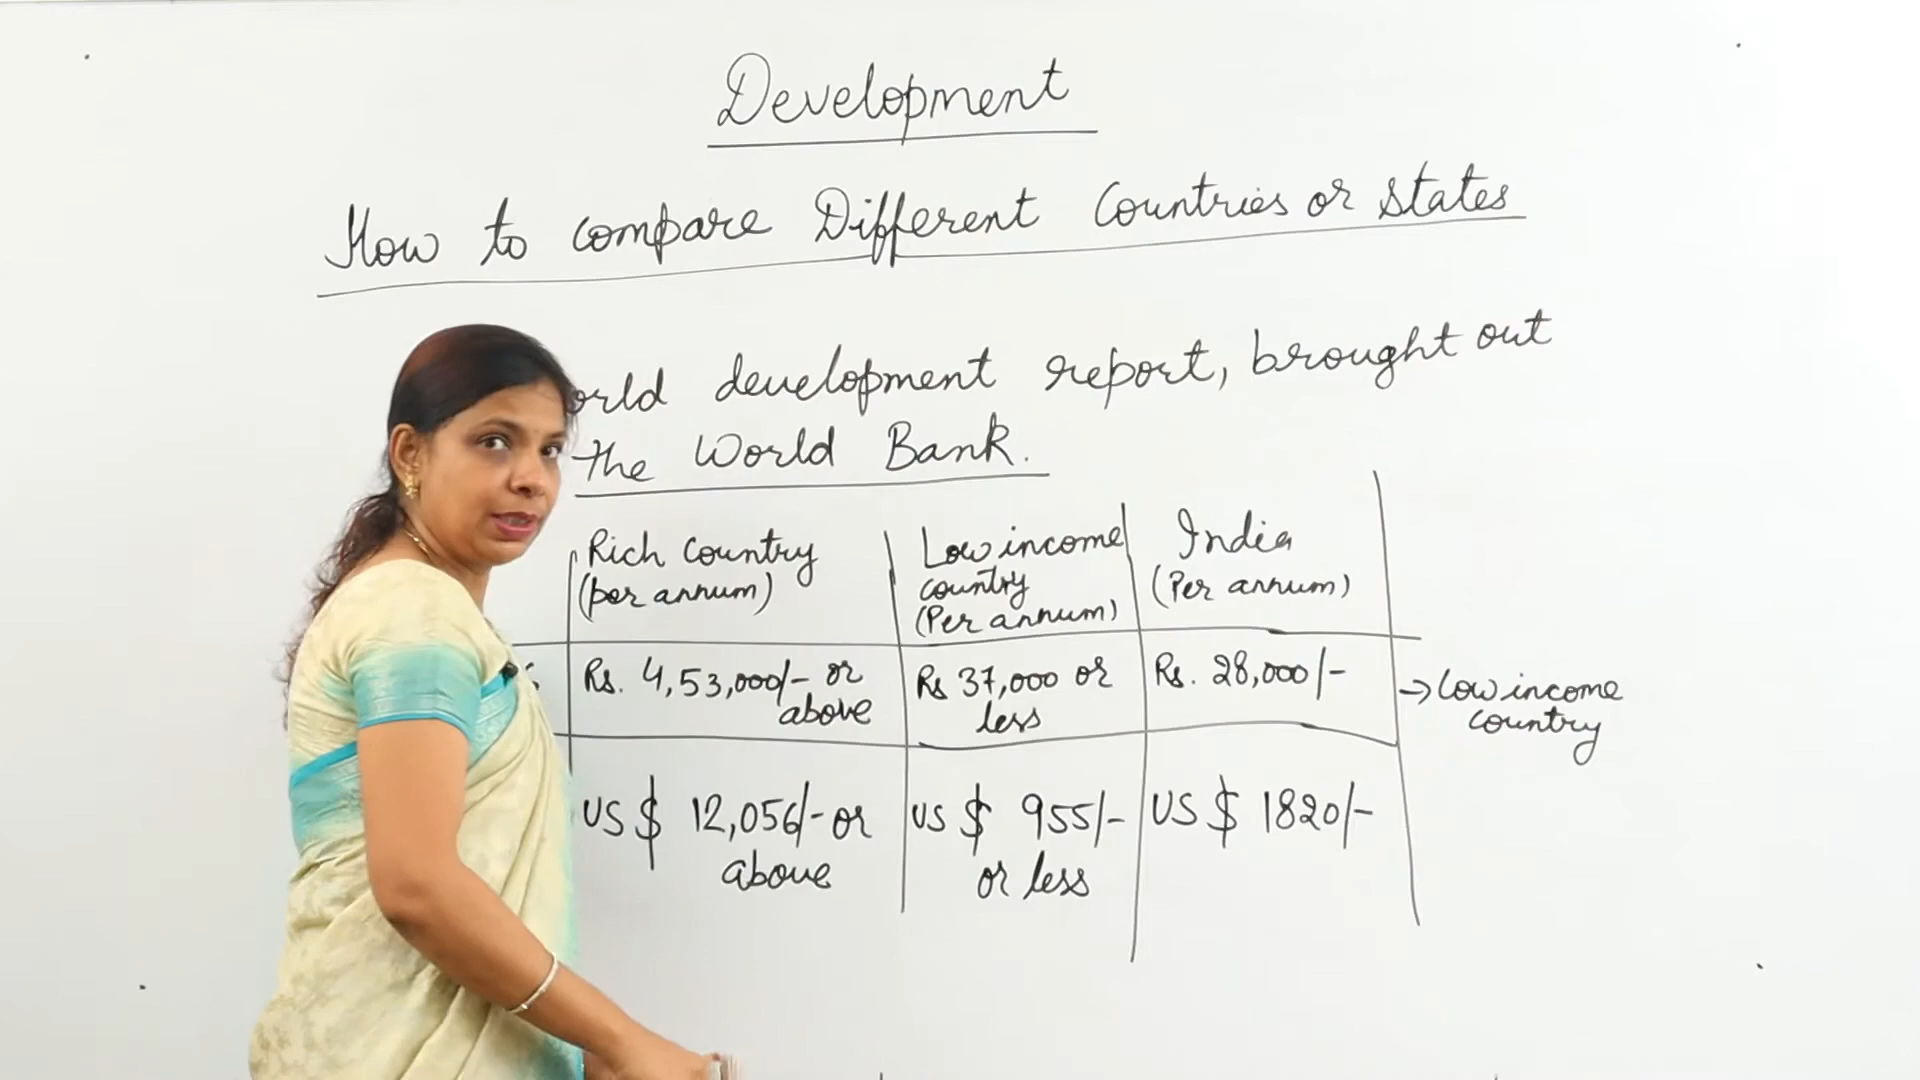 Development
How to compare Different Countries or states
development report, brought out
the World Bank.
Rich Country
(per annum)
Low income
country
(Per annum)
India
(Per annum)
Rs. 4,53,000/- or
above
Rs 37,000 or
less
Rs. 28,000/-
→ Low income
country
US $ 12,056/- or
above
US $ 955/-
or less
US $ 1820/-